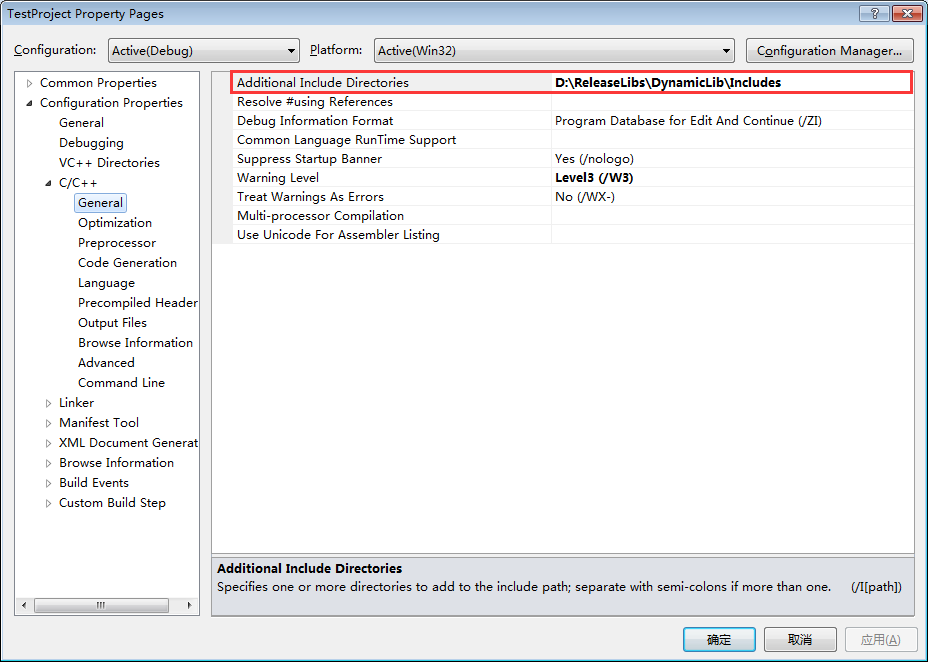 TestProject Property Pages
Configuration: Active(Debug) Platform: Active(Win32) Configuration Manager...
Common Properties
Configuration Properties
General
Debugging
VC++ Directories
C/C++
General
Optimization
Preprocessor
Code Generation
Language
Precompiled Header
Output Files
Browse Information
Advanced
Command Line
Linker
Manifest Tool
XML Document Generat
Browse Information
Build Events
Custom Build Step
Additional Include Directories D:\ReleaseLibs\DynamicLib\Includes
Resolve #using References
Debug Information Format Program Database for Edit And Continue (/ZI)
Common Language RunTime Support
Suppress Startup Banner Yes (/nologo)
Warning Level Level3 (/W3)
Treat Warnings As Errors No (/WX-)
Multi-processor Compilation
Use Unicode For Assembler Listing
Additional Include Directories
Specifies one or more directories to add to the include path; separate with semi-colons if more than one. (/I[path])
确定 取消 应用(A)